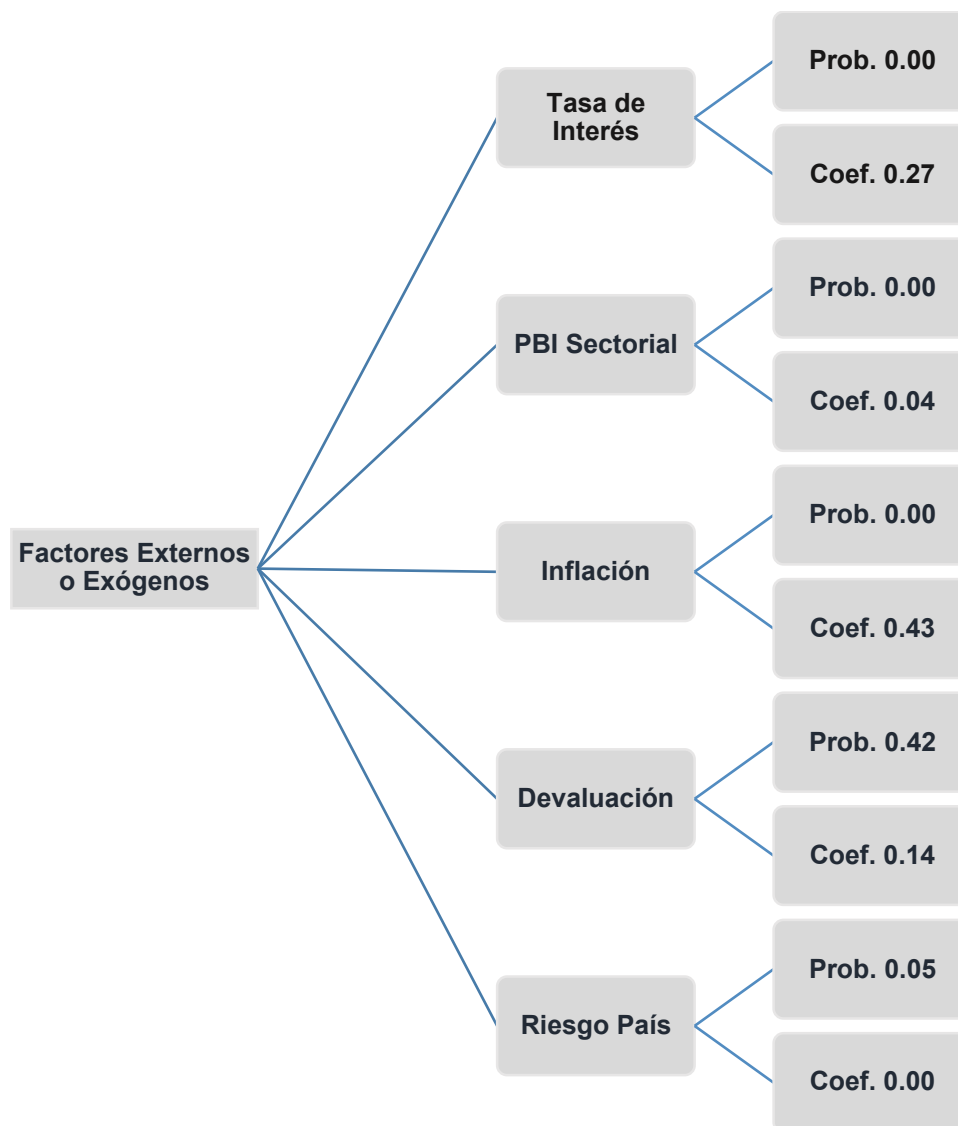 Factores Externos
o Exógenos
Tasa de
Interés
Prob. 0.00
Coef. 0.27
PBI Sectorial
Prob. 0.00
Coef. 0.04
Inflación
Prob. 0.00
Coef. 0.43
Devaluación
Prob. 0.42
Coef. 0.14
Riesgo País
Prob. 0.05
Coef. 0.00